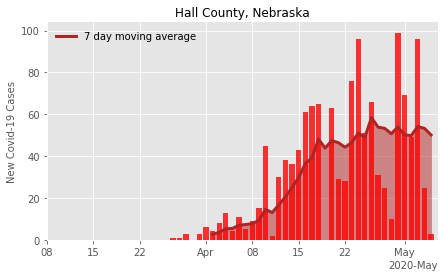 Hall County, Nebraska
7 day moving average
New Covid-19 Cases
100
80
60
40
20
0
08 15 22 Apr 08 15 22 May
2020-May